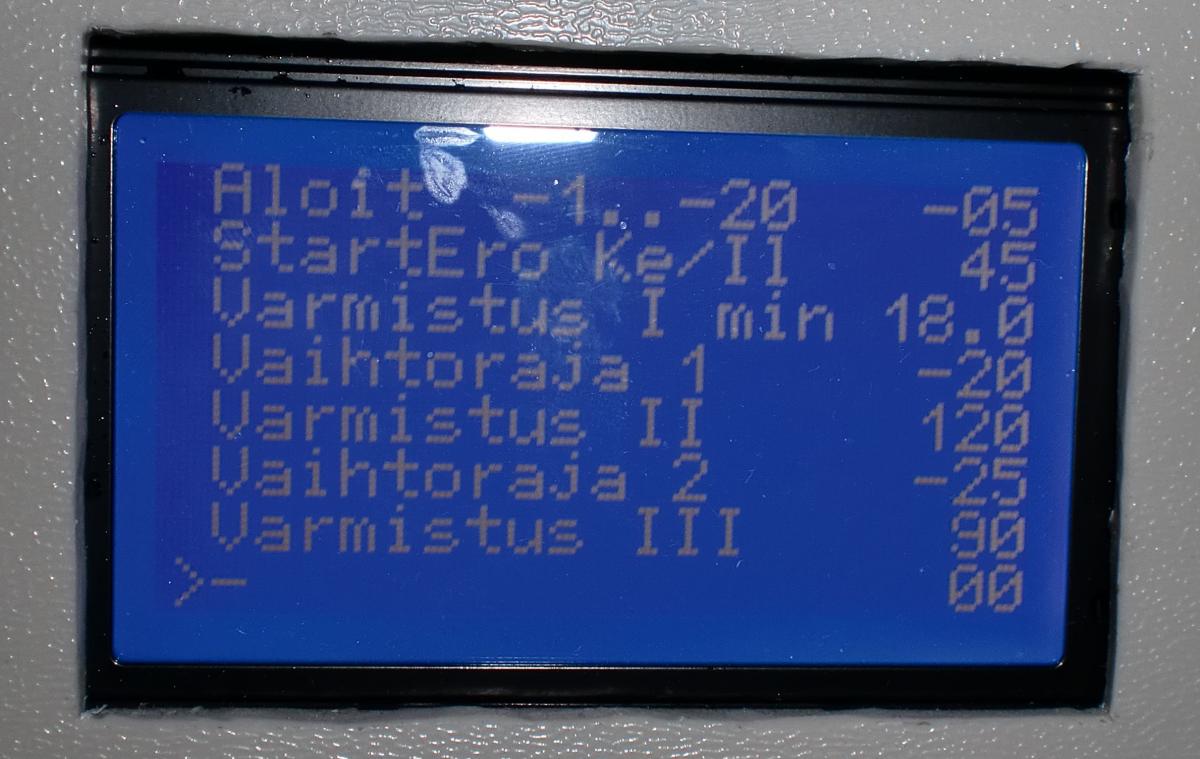 Aloit -1..-20 -05
StartEro Ke/Il 45
Varmistus I min 18.0
Vaihtoraja 1 -20
Varmistus II 120
Vaihtoraja 2 -25
Varmistus III 90
>- 00